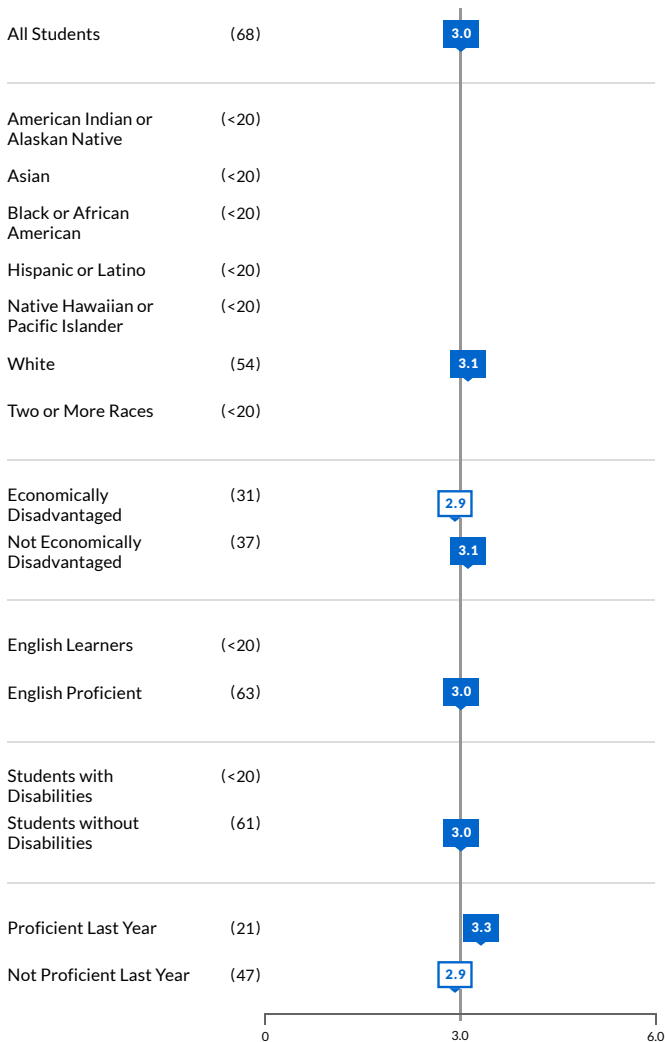 All Students (68) 3.0
American Indian or (<20)
Alaskan Native
Asian (<20)
Black or African (<20)
American
Hispanic or Latino (<20)
Native Hawaiian or (<20)
Pacific Islander
White (54) 3.1
Two or More Races (<20)
Economically (31) 2.9
Disadvantaged
Not Economically (37) 3.1
Disadvantaged
English Learners (<20)
English Proficient (63) 3.0
Students with (<20)
Disabilities
Students without (61) 3.0
Disabilities
Proficient Last Year (21) 3.3
Not Proficient Last Year (47) 2.9
0 3.0 6.0